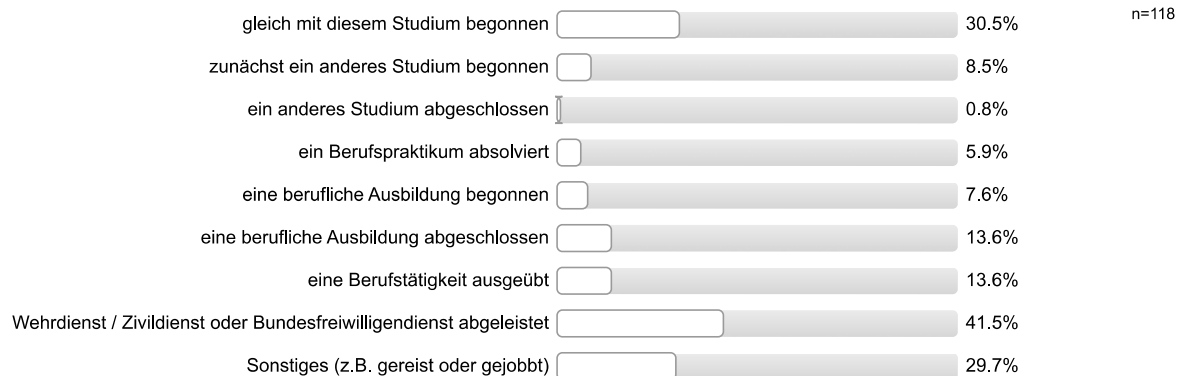 gleich mit diesem Studium begonnen 30.5% n=118
zunächst ein anderes Studium begonnen 8.5%
ein anderes Studium abgeschlossen 0.8%
ein Berufspraktikum absolviert 5.9%
eine berufliche Ausbildung begonnen 7.6%
eine berufliche Ausbildung abgeschlossen 13.6%
eine Berufstätigkeit ausgeübt 13.6%
Wehrdienst / Zivildienst oder Bundesfreiwilligendienst abgeleistet 41.5%
Sonstiges (z.B. gereist oder gejobbt) 29.7%